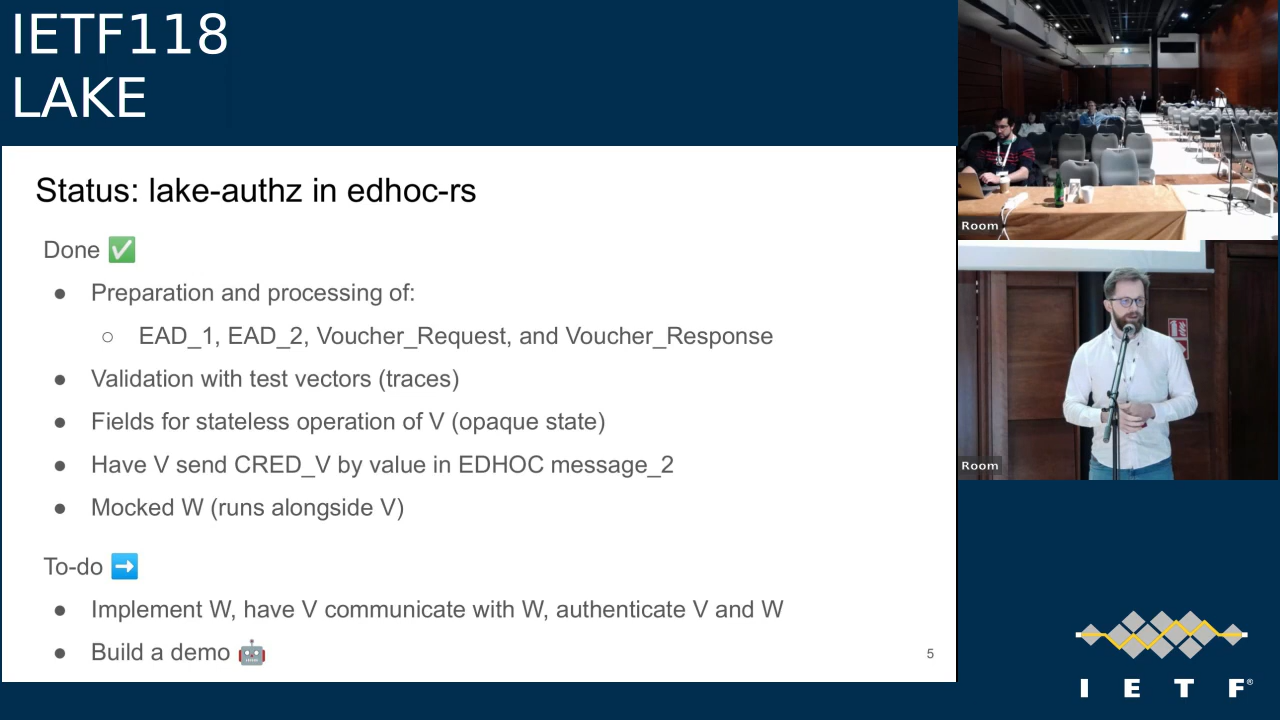 IETF118
LAKE
Status: lake-authz in edhoc-rs
Done ✅
● Preparation and processing of:
○ EAD_1, EAD_2, Voucher_Request, and Voucher_Response
● Validation with test vectors (traces)
● Fields for stateless operation of V (opaque state)
● Have V send CRED_V by value in EDHOC message_2
● Mocked W (runs alongside V)
To-do ➡️
● Implement W, have V communicate with W, authenticate V and W
● Build a demo 🤖
5
Room
Room
I E T F®